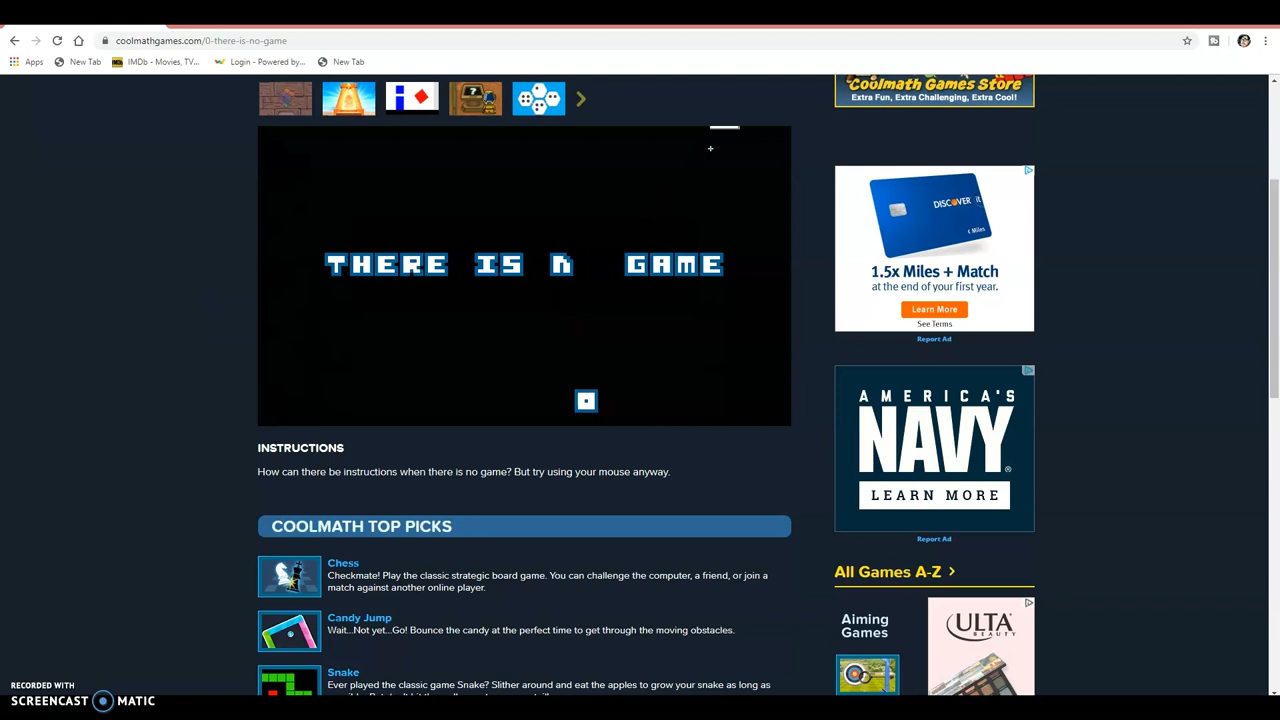 coolmathgames.com/0-there-is-no-game
Apps New Tab IMDb - Movies, TV... Login - Powered by... New Tab
Coolmath Games Store
Extra Fun, Extra Challenging, Extra Cool!
THERE IS N GAME
DISCOVER it
Miles
1.5x Miles + Match
at the end of your first year.
Learn More
See Terms
Report Ad
AMERICA'S
NAVY®
LEARN MORE
Report Ad
INSTRUCTIONS
How can there be instructions when there is no game? But try using your mouse anyway.
COOLMATH TOP PICKS
Chess
Checkmate! Play the classic strategic board game. You can challenge the computer, a friend, or join a
match against another online player.
Candy Jump
Wait...Not yet...Go! Bounce the candy at the perfect time to get through the moving obstacles.
Snake
Ever played the classic game Snake? Slither around and eat the apples to grow your snake as long as
All Games A-Z >
Aiming
Games
ULTA
BEAUTY
RECORDED WITH
SCREENCAST MATIC